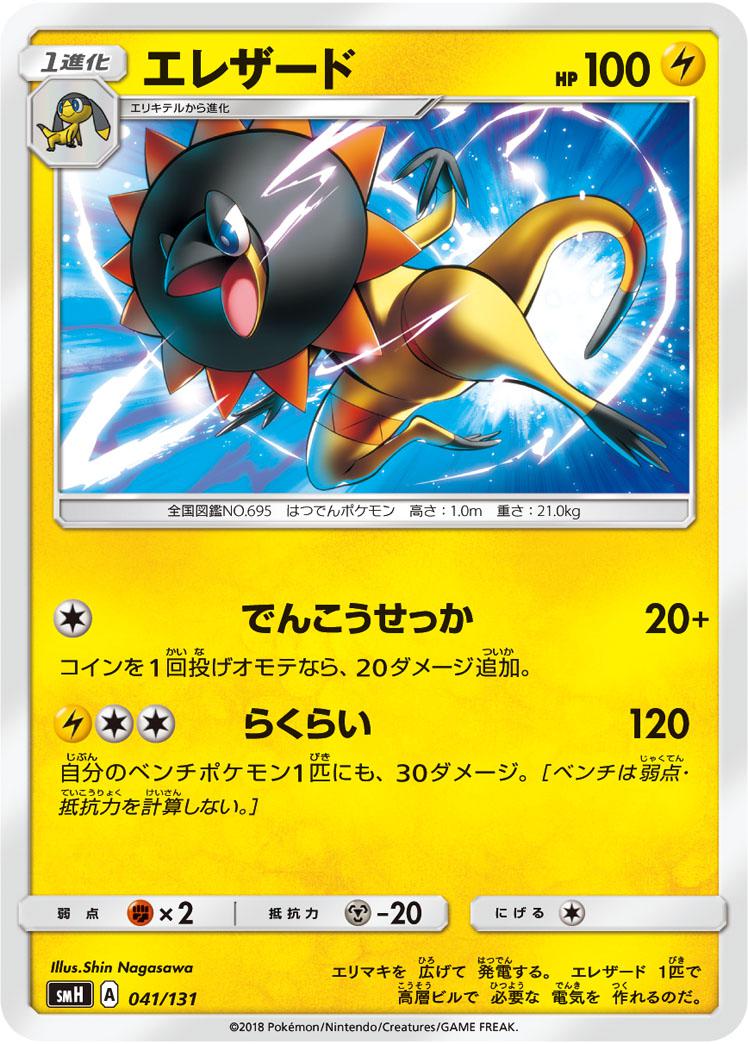 1進化 エレザード HP 100
エリキテルから進化
全国図鑑NO.695 はつでんポケモン 高さ：1.0m 重さ：21.0kg
でんこうせっか 20+
コインを1回投げオモテなら、20ダメージ追加。
らくらい 120
自分のベンチポケモン1匹にも、30ダメージ。[ベンチは弱点・
抵抗力を計算しない。]
弱点 ×2 抵抗力 -20 にげる
Illus.Shin Nagasawa
エリマキを 広げて 発電する。 エレザード 1匹で
高層ビルで 必要な 電気を 作れるのだ。
SMH A 041/131
©2018 Pokémon/Nintendo/Creatures/GAME FREAK.